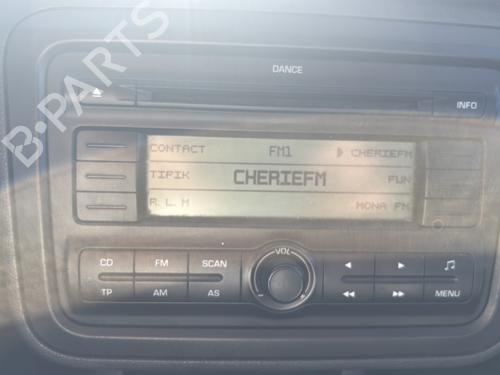 B-PARTS
DANCE
INFO
CONTACT FM1 CHERIEFM
TIPIK CHERIEFM FUN
R. L. M MONA FM
CD FM SCAN VOL
TP AM AS MENU